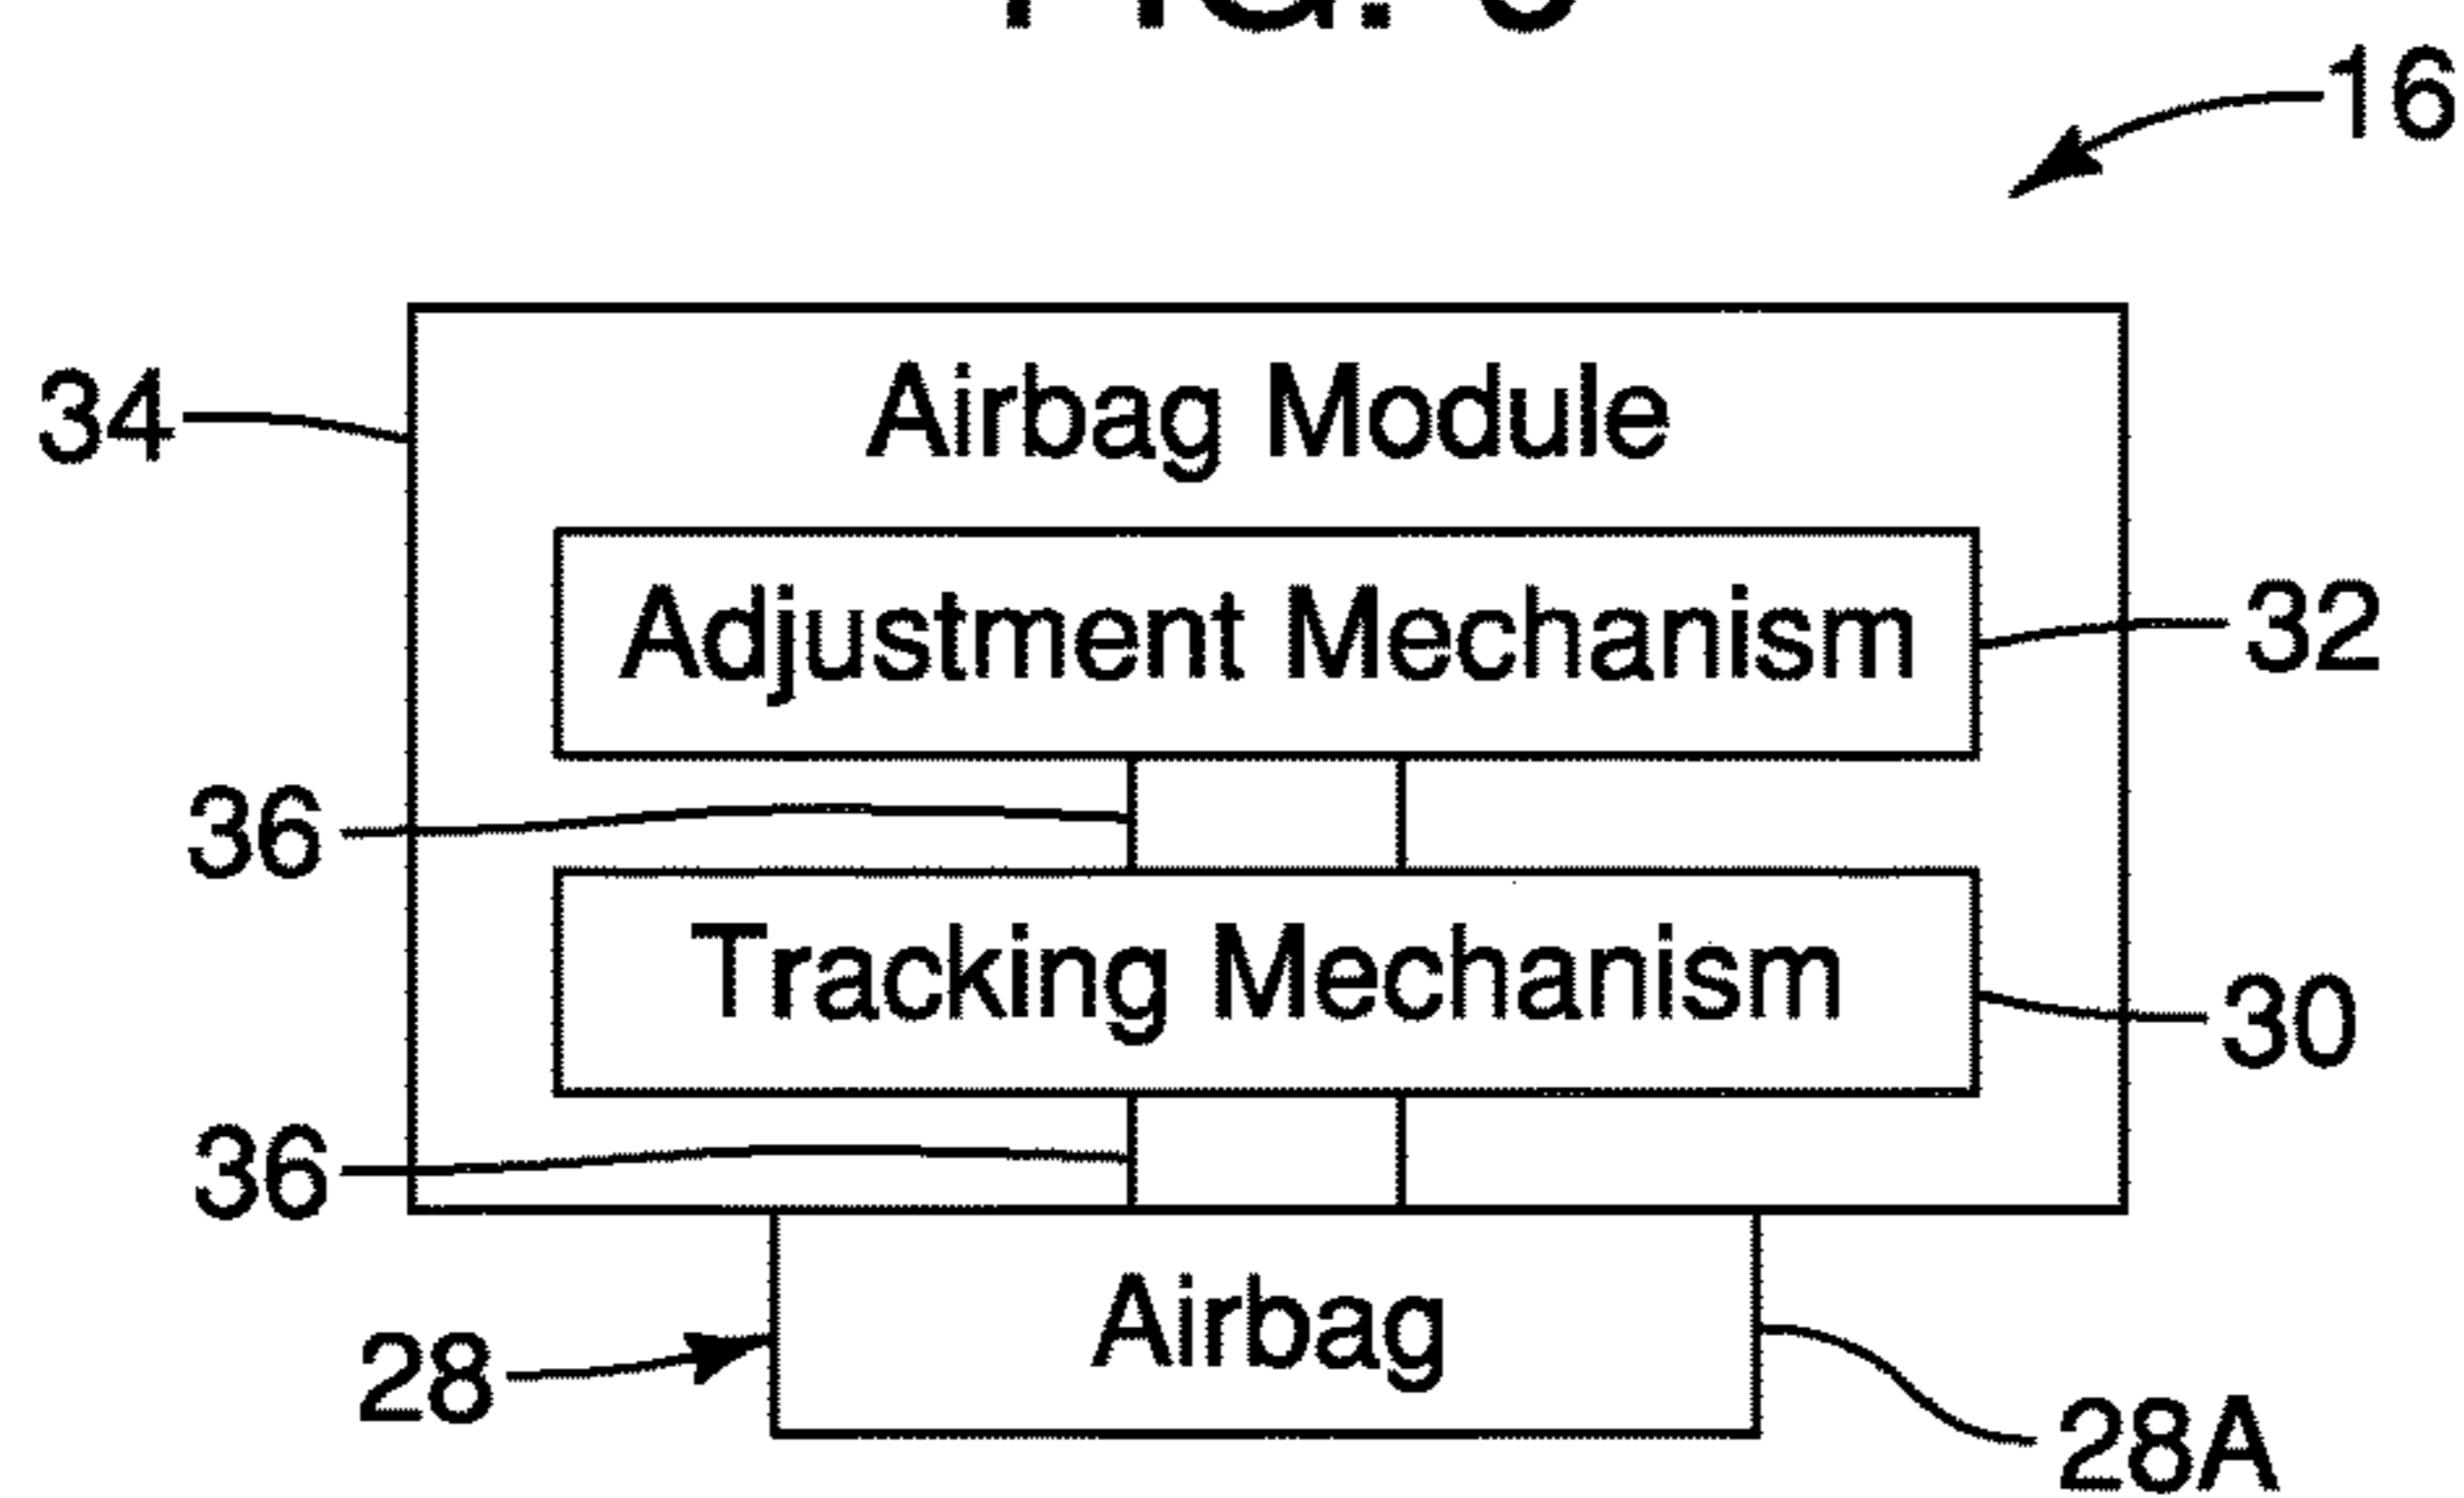 16
34
Airbag Module
Adjustment Mechanism
32
36
Tracking Mechanism
30
36
Airbag
28
28A